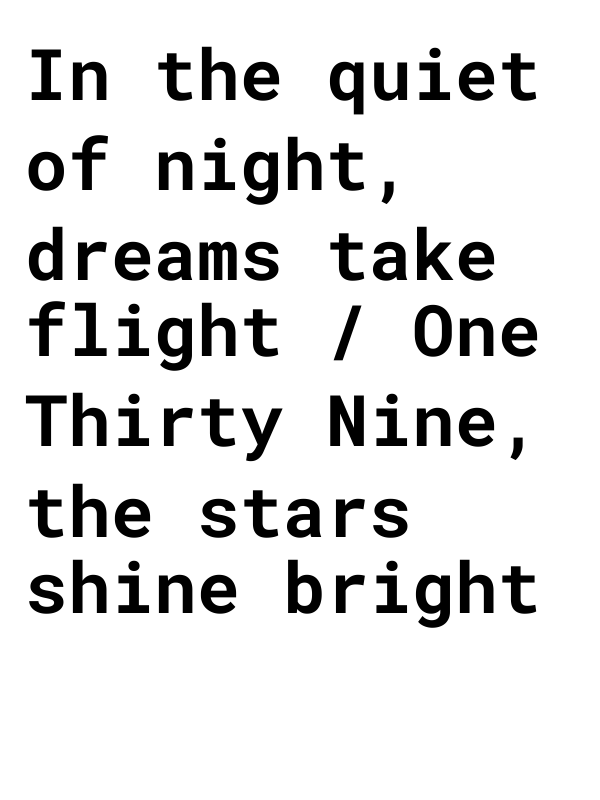 In the quiet
of night,
dreams take
flight / One
Thirty Nine,
the stars
shine bright